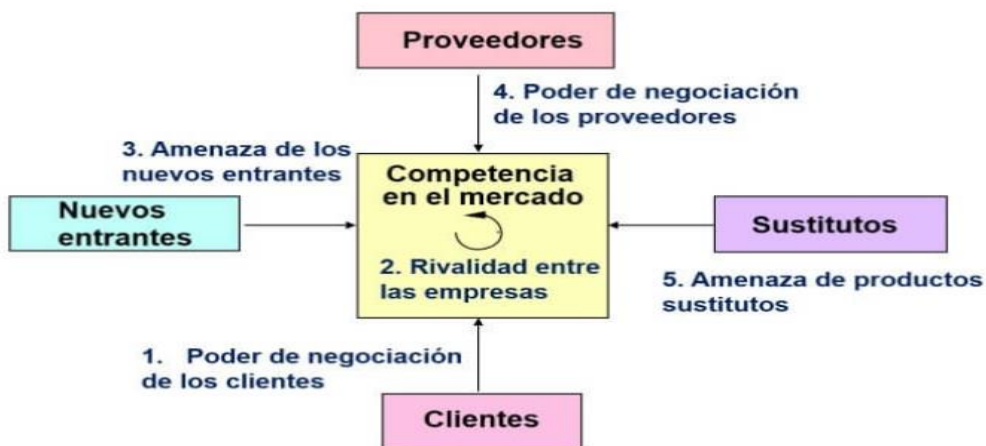 Proveedores
4. Poder de negociación
de los proveedores
3. Amenaza de los
nuevos entrantes
Competencia
en el mercado
Nuevos
entrantes
Sustitutos
2. Rivalidad entre
las empresas
5. Amenaza de productos
sustitutos
1. Poder de negociación
de los clientes
Clientes